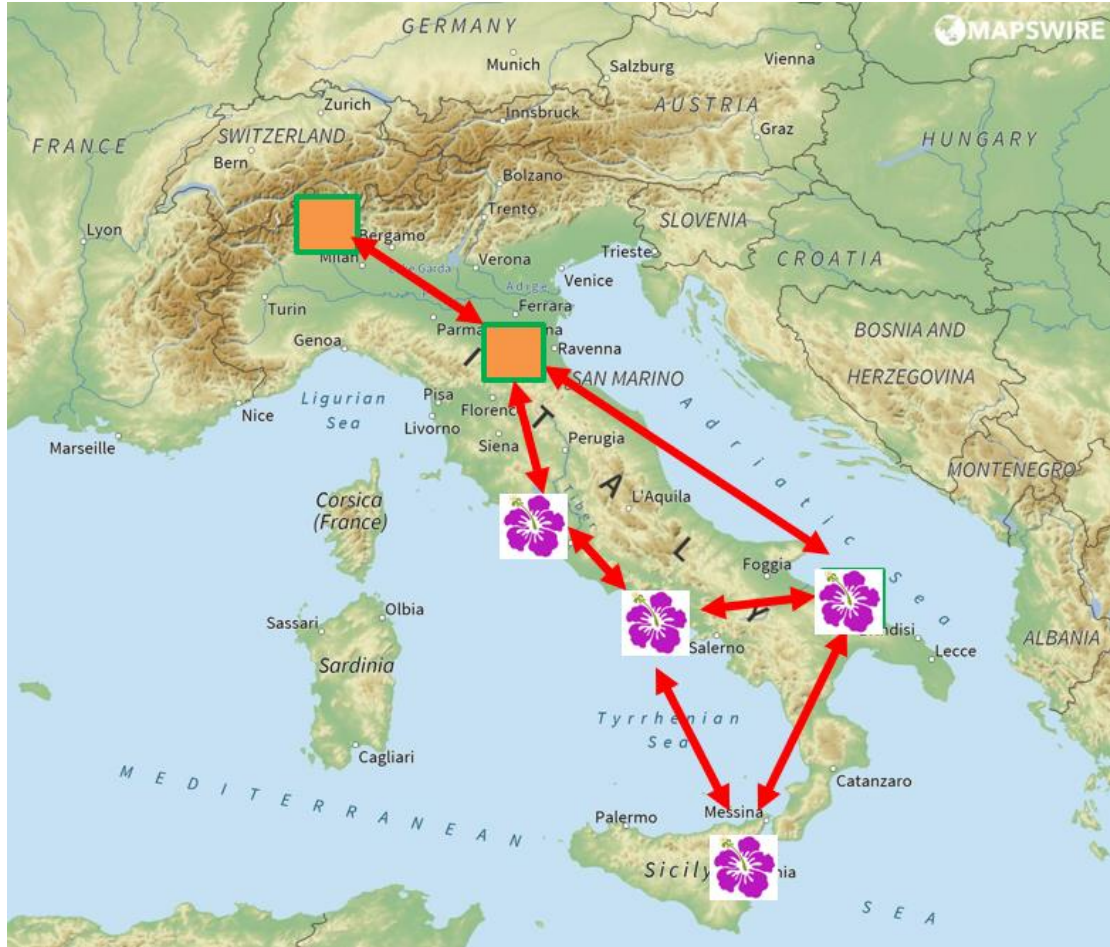 GERMANY
MAPSWIRE
Munich
Salzburg
Vienna
Zurich
Innsbruck
AUSTRIA
FRANCE
SWITZERLAND
Graz
HUNGARY
Bern
Bolzano
Trento
SLOVENIA
Lyon
Bergamo
Milan
Garda
Verona
Trieste
Venice
CROATIA
Adige
Turin
Ferrara
Parma
BOSNIA AND
HERZEGOVINA
Genoa
Ravenna
SAN MARINO
ITALY
Nice
Ligurian
Sea
Pisa
Livorno
Siena
Perugia
Adriatic Sea
Marseille
MONTENEGRO
Corsica
(France)
L'Aquila
Tiber
Foggia
Olbia
Sassari
Salerno
Lecce
ALBANIA
Sardinia
Tyrrhenian
Sea
Cagliari
Catanzaro
MEDITERRANEAN
SEA
Palermo
Messina
Sicily